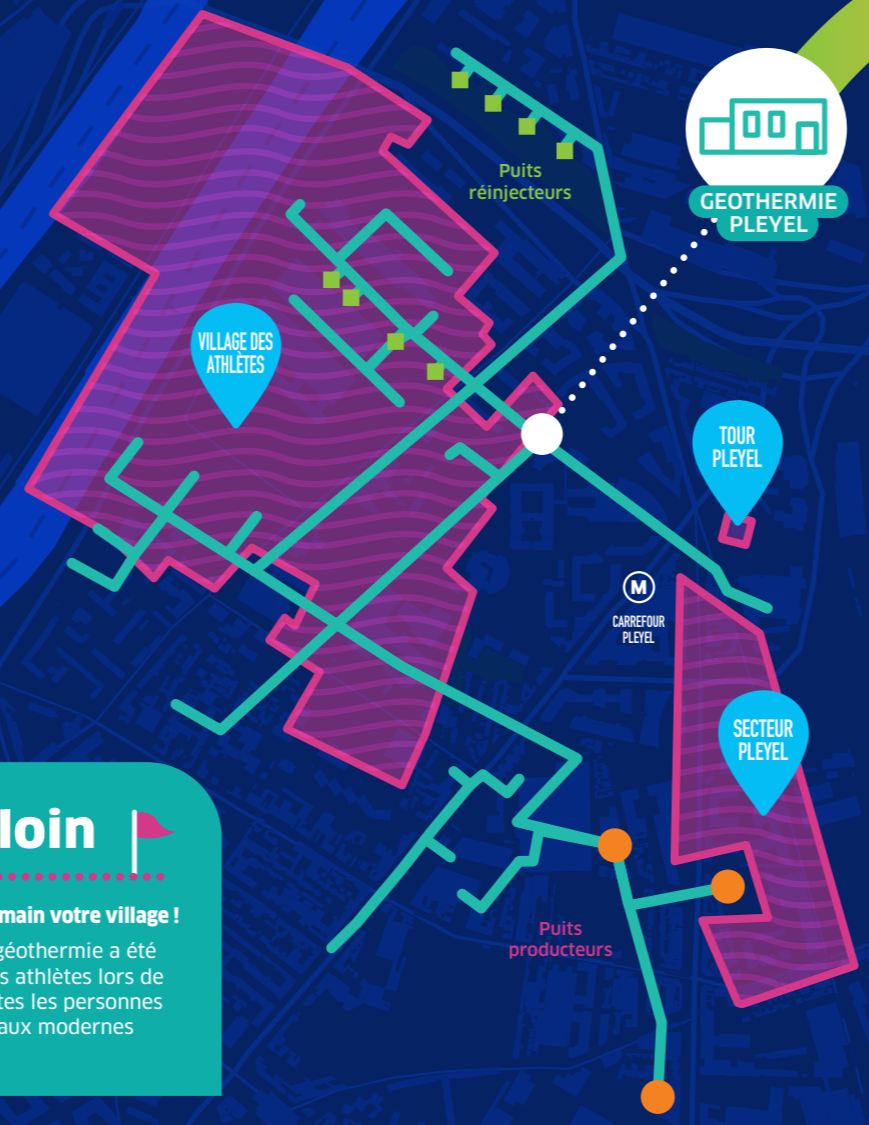 Puits
réinjecteurs
GEOTHERMIE
PLEYEL
VILLAGE DES
ATHLÈTES
TOUR
PLEYEL
M
CARREFOUR
PLEYEL
SECTEUR
PLEYEL
Puits
producteurs
loin
main votre village !
géothermie a été
s athlètes lors de
tes les personnes
aux modernes